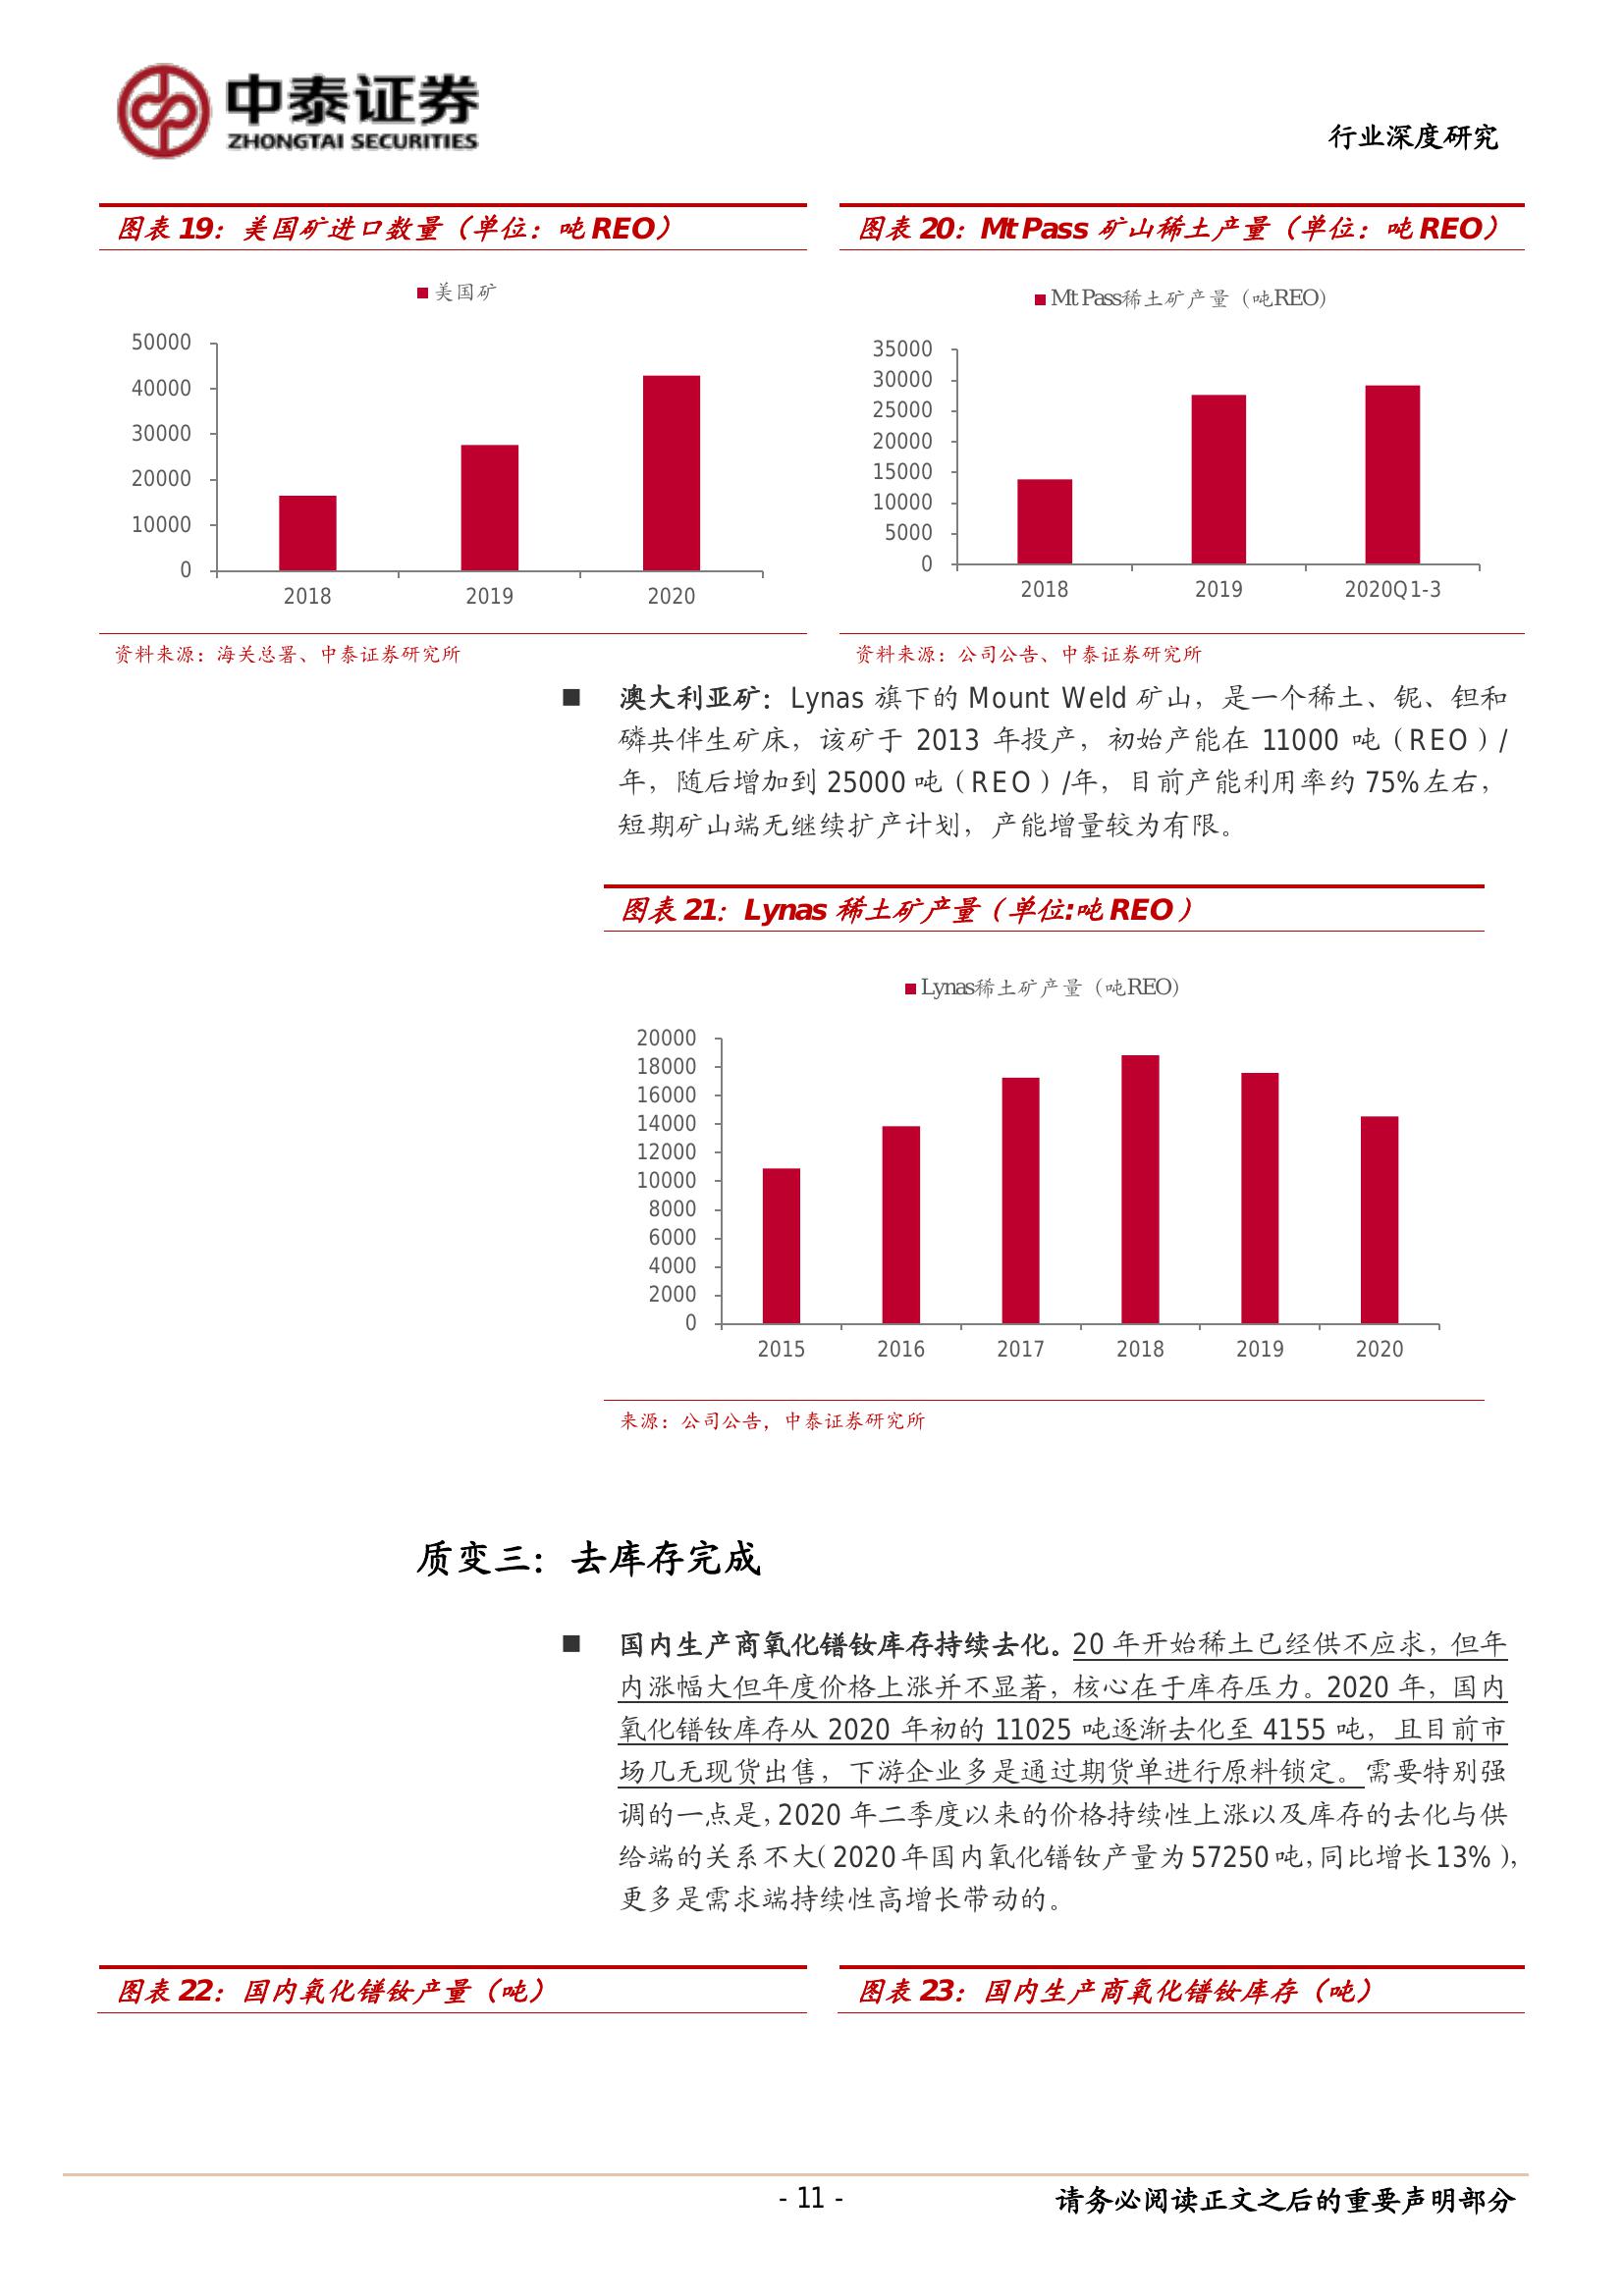 中泰证券
ZHONGTAI SECURITIES
行业深度研究
图表 19：美国矿进口数量（单位：吨 REO）
美国矿
50000
40000
30000
20000
10000
0
2018 2019 2020
资料来源：海关总署、中泰证券研究所
图表 20：Mt Pass 矿山稀土产量（单位：吨 REO）
Mt Pass稀土矿产量（吨REO）
35000
30000
25000
20000
15000
10000
5000
0
2018 2019 2020Q1-3
资料来源：公司公告、中泰证券研究所
■ 澳大利亚矿：Lynas 旗下的 Mount Weld 矿山，是一个稀土、铌、钽和
磷共伴生矿床，该矿于 2013 年投产，初始产能在 11000 吨（REO）/
年，随后增加到 25000 吨（REO）/年，目前产能利用率约 75%左右，
短期矿山端无继续扩产计划，产能增量较为有限。
图表 21：Lynas 稀土矿产量（单位:吨 REO）
Lynas稀土矿产量（吨REO）
20000
18000
16000
14000
12000
10000
8000
6000
4000
2000
0
2015 2016 2017 2018 2019 2020
来源：公司公告，中泰证券研究所
质变三：去库存完成
■ 国内生产商氧化镨钕库存持续去化。20 年开始稀土已经供不应求，但年
内涨幅大但年度价格上涨并不显著，核心在于库存压力。2020 年，国内
氧化镨钕库存从 2020 年初的 11025 吨逐渐去化至 4155 吨，且目前市
场几无现货出售，下游企业多是通过期货单进行原料锁定。需要特别强
调的一点是，2020 年二季度以来的价格持续性上涨以及库存的去化与供
给端的关系不大（2020 年国内氧化镨钕产量为 57250 吨，同比增长 13%），
更多是需求端持续性高增长带动的。
图表 22：国内氧化镨钕产量（吨）
图表 23：国内生产商氧化镨钕库存（吨）
- 11 -
请务必阅读正文之后的重要声明部分